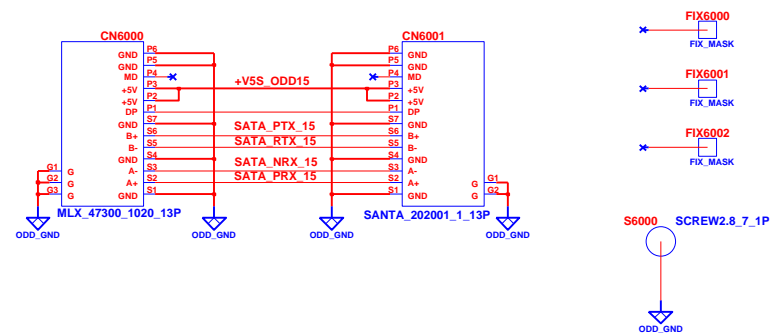 CN6000
CN6001
FIX6000
FIX_MASK
GND P6
GND P5
MD P4
+5V P3
+5V P2
DP P1
GND S7
B+ S6
B- S5
GND S4
A- S3
A+ S2
GND S1
G1 G
G2 G
G3 G
MLX_47300_1020_13P
ODD_GND
ODD_GND
+V5S_ODD15
SATA_PTX_15
SATA_RTX_15
SATA_NRX_15
SATA_PRX_15
P6 GND
P5 GND
P4 MD
P3 +5V
P2 +5V
P1 DP
S7 GND
S6 B+
S5 B-
S4 GND
S3 A-
S2 A+
S1 GND
G G1
G G2
SANTA_202001_1_13P
ODD_GND
ODD_GND
FIX6001
FIX_MASK
FIX6002
FIX_MASK
S6000
SCREW2.8_7_1P
ODD_GND